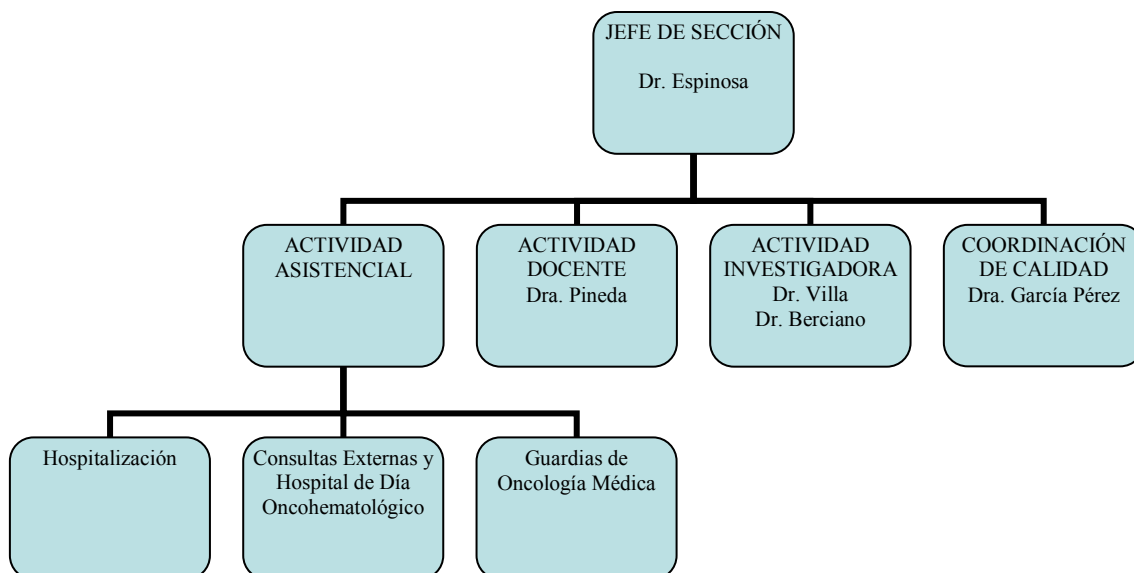 JEFE DE SECCIÓN
Dr. Espinosa
ACTIVIDAD
ASISTENCIAL
ACTIVIDAD
DOCENTE
Dra. Pineda
ACTIVIDAD
INVESTIGADORA
Dr. Villa
Dr. Berciano
COORDINACIÓN
DE CALIDAD
Dra. García Pérez
Hospitalización
Consultas Externas y
Hospital de Día
Oncohematológico
Guardias de
Oncología Médica